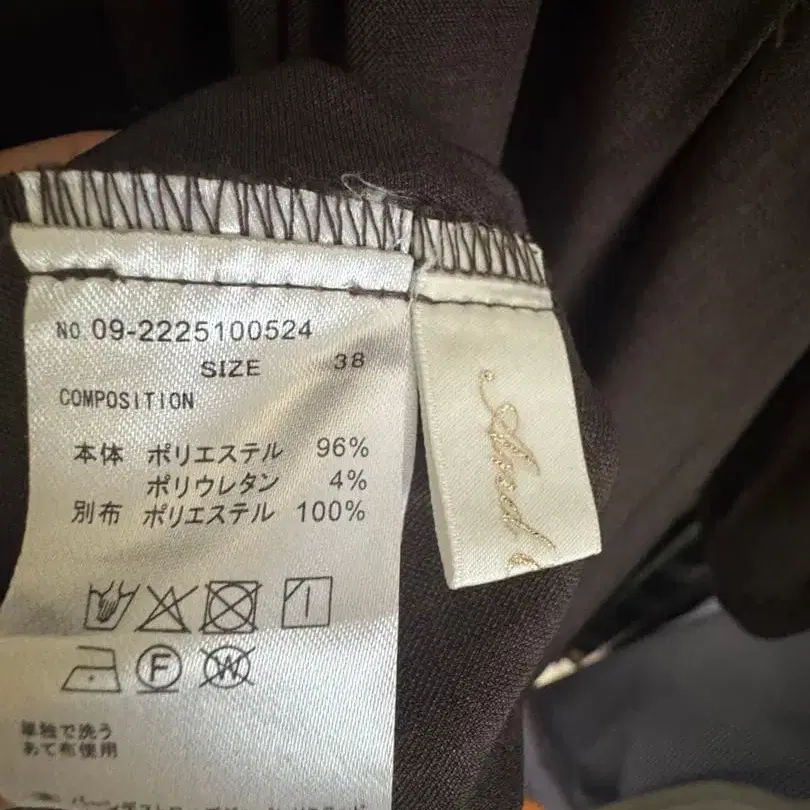 NO. 09-2225100524
SIZE 38
COMPOSITION
本体 ポリエステル 96%
ポリウレタン 4%
別布 ポリエステル 100%
F W
単独で洗う
あて布使用